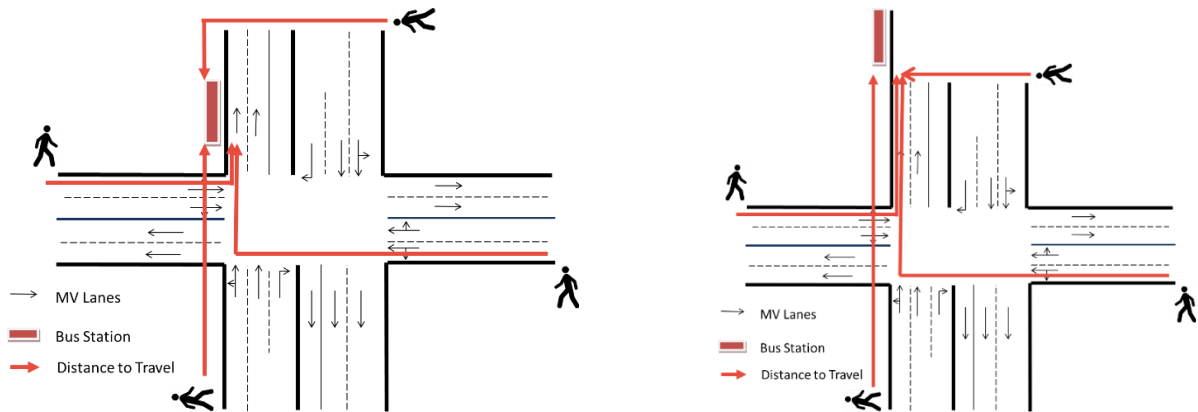 MV Lanes
Bus Station
Distance to Travel
MV Lanes
Bus Station
Distance to Travel